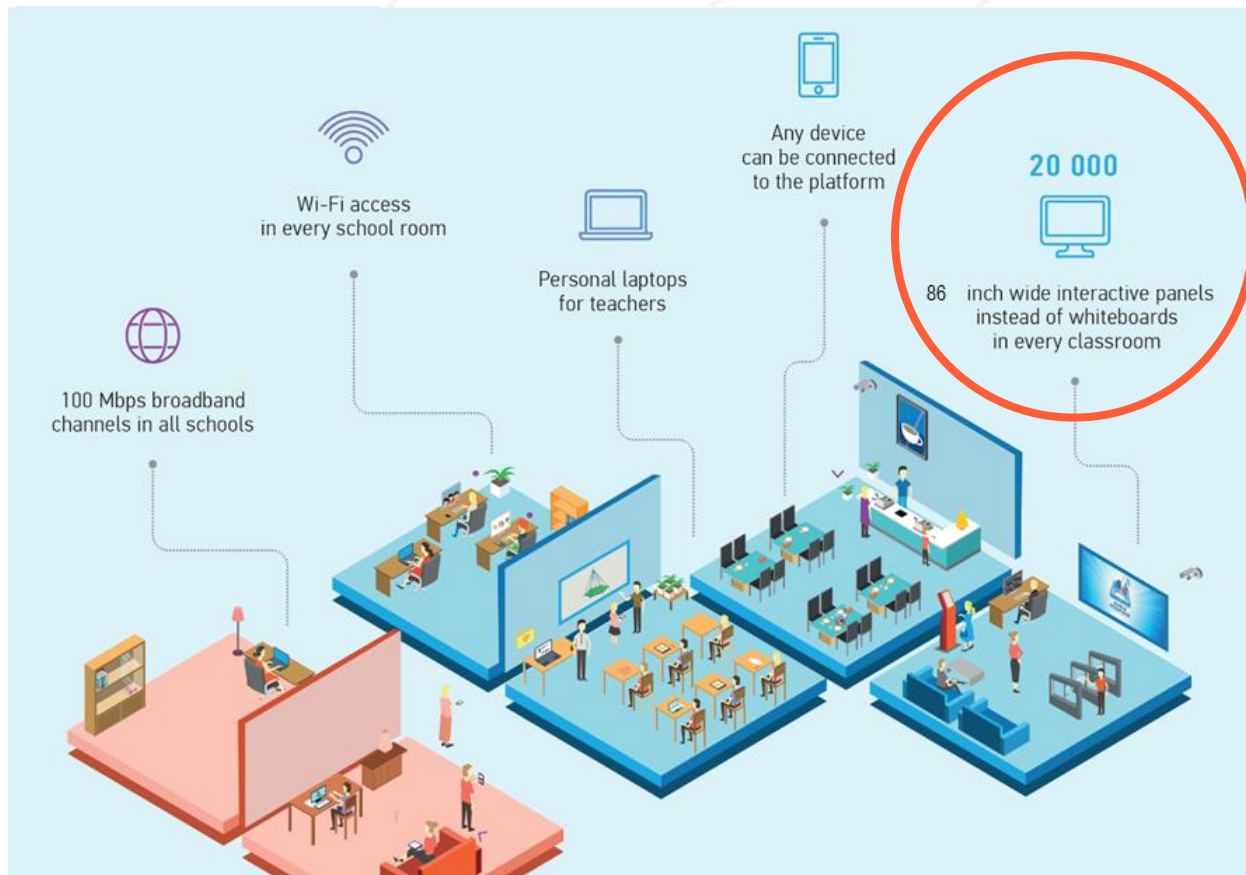 100 Mbps broadband
channels in all schools
Wi-Fi access
in every school room
Personal laptops
for teachers
Any device
can be connected
to the platform
20 000
86 inch wide interactive panels
instead of whiteboards
in every classroom